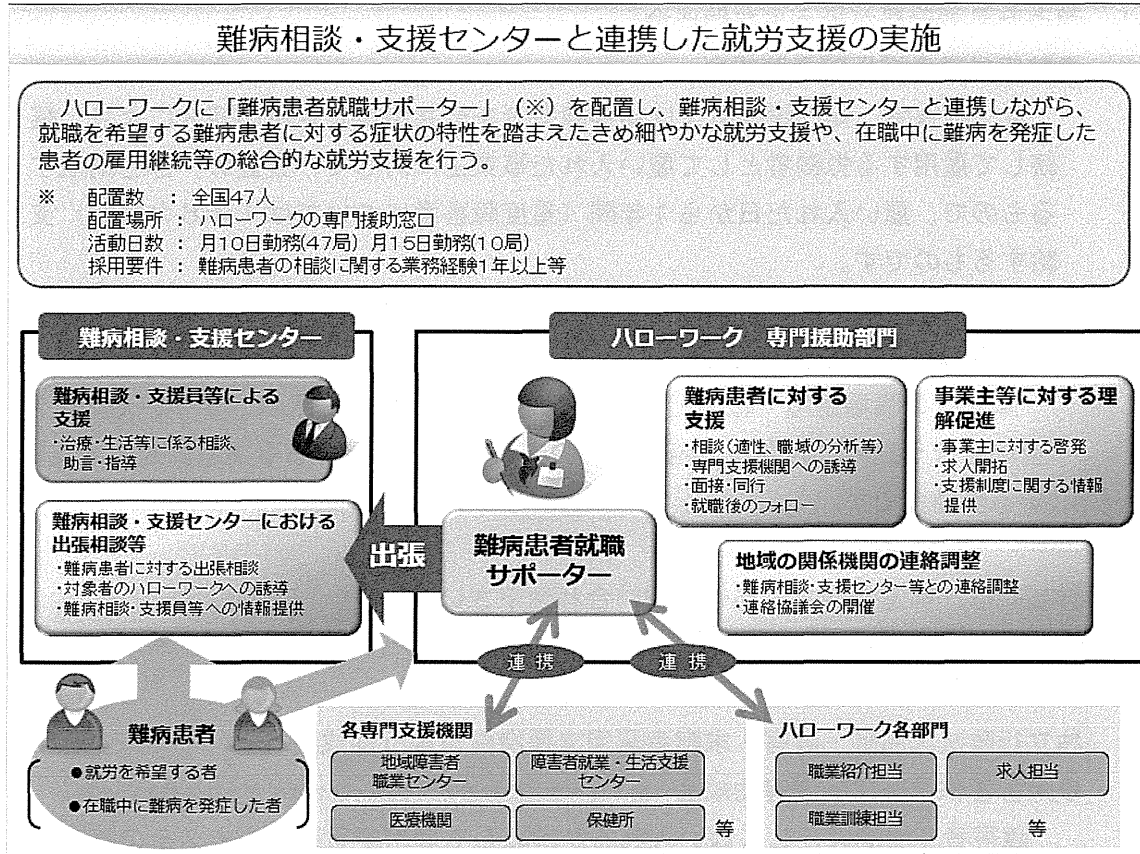 難病相談・支援センターと連携した就労支援の実施
ハローワークに「難病患者就職サポーター」（※）を配置し、難病相談・支援センターと連携しながら、
就職を希望する難病患者に対する症状の特性を踏まえたきめ細やかな就労支援や、在職中に難病を発症した
患者の雇用継続等の総合的な就労支援を行う。
※　配置数　：　全国47人
配置場所　：　ハローワークの専門援助窓口
活動日数　：　月10日勤務(47局)　月15日勤務(10局)
採用要件　：　難病患者の相談に関する業務経験1年以上等
難病相談・支援センター
難病相談・支援員等による
支援
・治療・生活等に係る相談、
助言・指導
難病相談・支援センターにおける
出張相談等
・難病患者に対する出張相談
・対象者のハローワークへの誘導
・難病相談・支援員等への情報提供
出張
ハローワーク　専門援助部門
難病患者就職
サポーター
難病患者に対する
支援
・相談（適性、職域の分析等）
・専門支援機関への誘導
・面接・同行
・就職後のフォロー
事業主等に対する理
解促進
・事業主に対する啓発
・求人開拓
・支援制度に関する情報
提供
地域の関係機関の連絡調整
・難病相談・支援センター等との連絡調整
・連絡協議会の開催
連携
連携
難病患者
●就労を希望する者
●在職中に難病を発症した者
各専門支援機関
地域障害者
職業センター
障害者就業・生活支援
センター
医療機関
保健所
等
ハローワーク各部門
職業紹介担当
求人担当
職業訓練担当
等